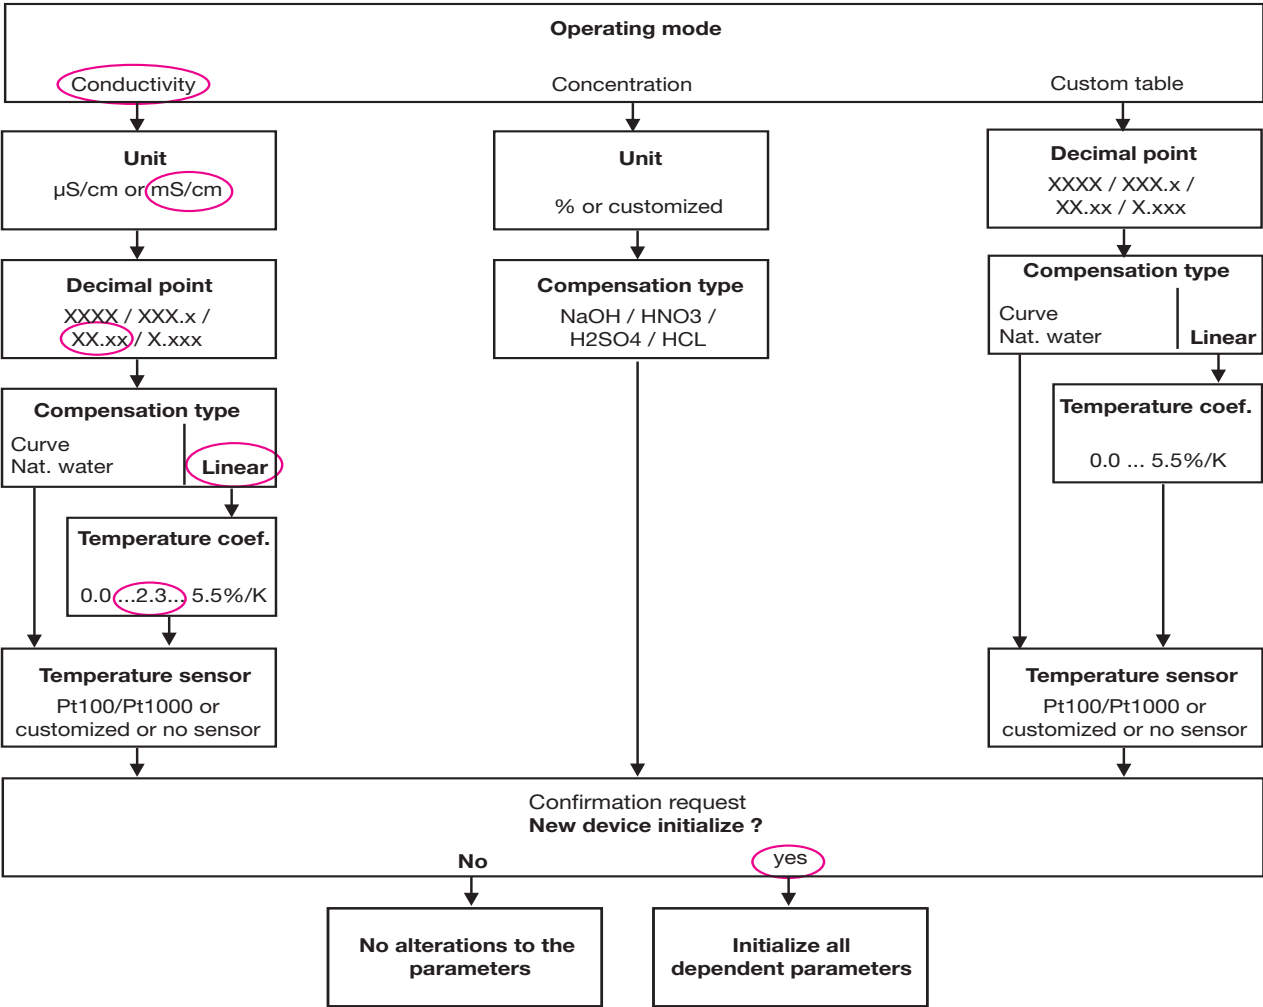 Operating mode
Conductivity
Concentration
Custom table
Unit
µS/cm or mS/cm
Decimal point
XXXX / XXX.x /
XX.xx / X.xxx
Compensation type
Curve
Nat. water
Linear
Temperature coef.
0.0 ...2.3... 5.5%/K
Temperature sensor
Pt100/Pt1000 or
customized or no sensor
Unit
% or customized
Compensation type
NaOH / HNO3 /
H2SO4 / HCL
Decimal point
XXXX / XXX.x /
XX.xx / X.xxx
Compensation type
Curve
Nat. water
Linear
Temperature coef.
0.0 ... 5.5%/K
Temperature sensor
Pt100/Pt1000 or
customized or no sensor
Confirmation request
New device initialize ?
No
yes
No alterations to the
parameters
Initialize all
dependent parameters